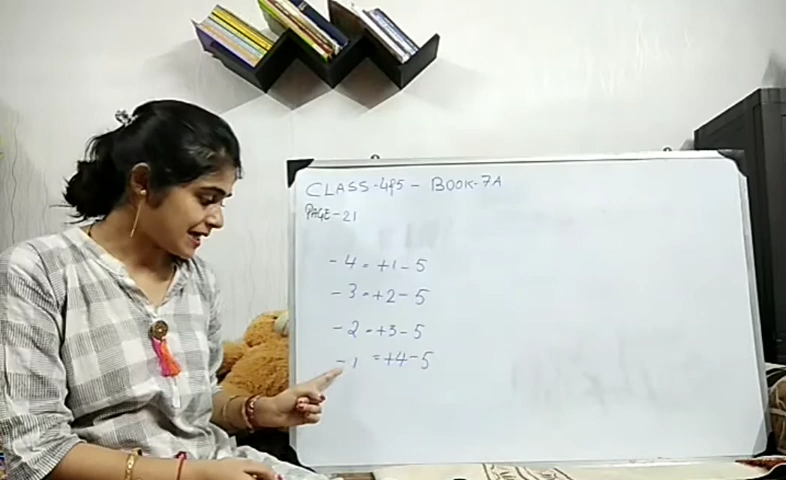 CLASS-4&5 - BOOK-7A
PAGE-21
-4 = +1-5
-3 = +2-5
-2 = +3-5
-1 = +4-5